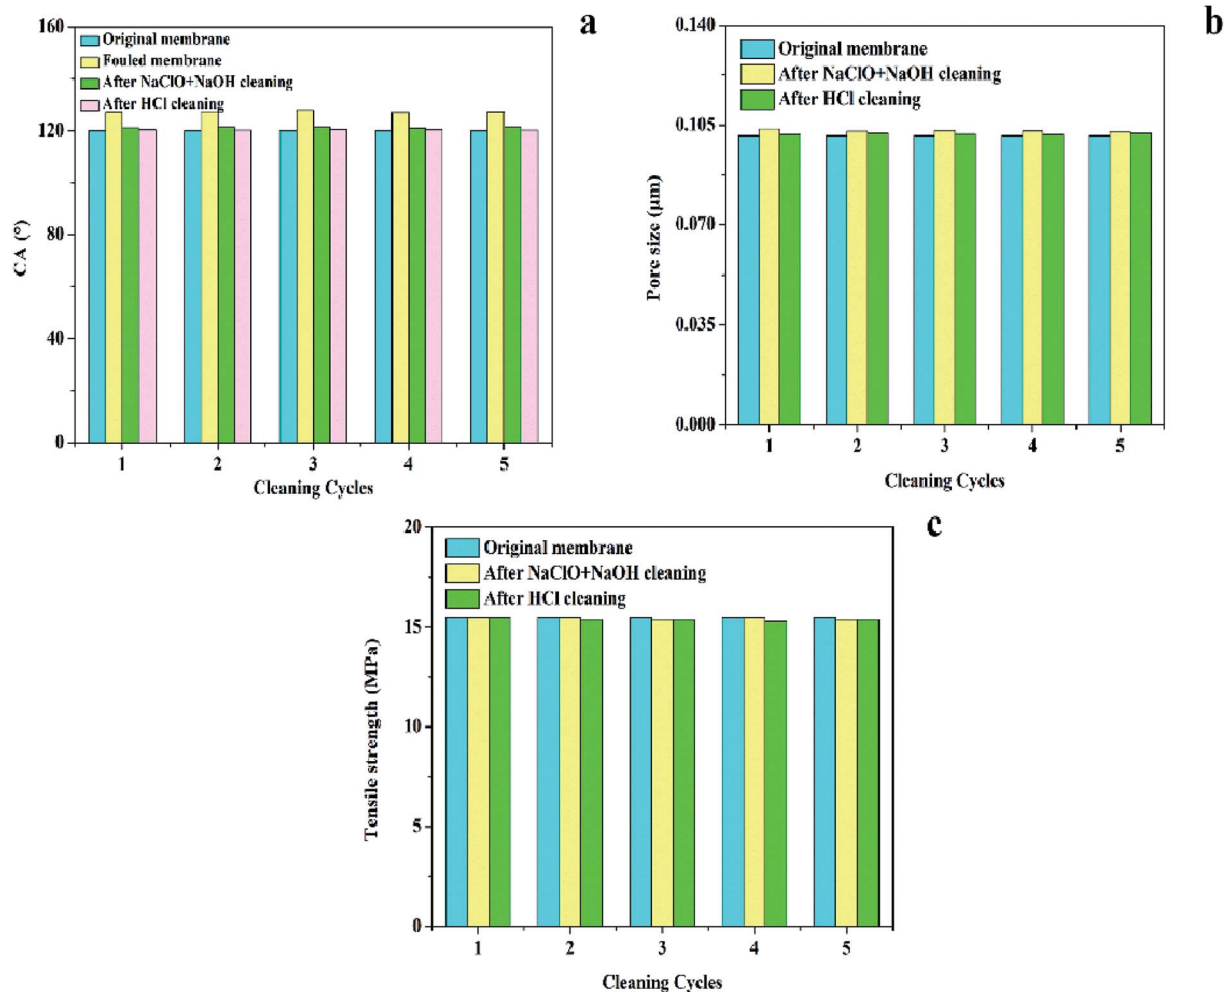 a
160
120
80
40
0
CA (°)
Original membrane
Fouled membrane
After NaClO+NaOH cleaning
After HCl cleaning
1 2 3 4 5
Cleaning Cycles
b
0.140
0.105
0.070
0.035
0.000
Pore size (μm)
Original membrane
After NaClO+NaOH cleaning
After HCl cleaning
1 2 3 4 5
Cleaning Cycles
c
20
15
10
5
0
Tensile strength (MPa)
Original membrane
After NaClO+NaOH cleaning
After HCl cleaning
1 2 3 4 5
Cleaning Cycles